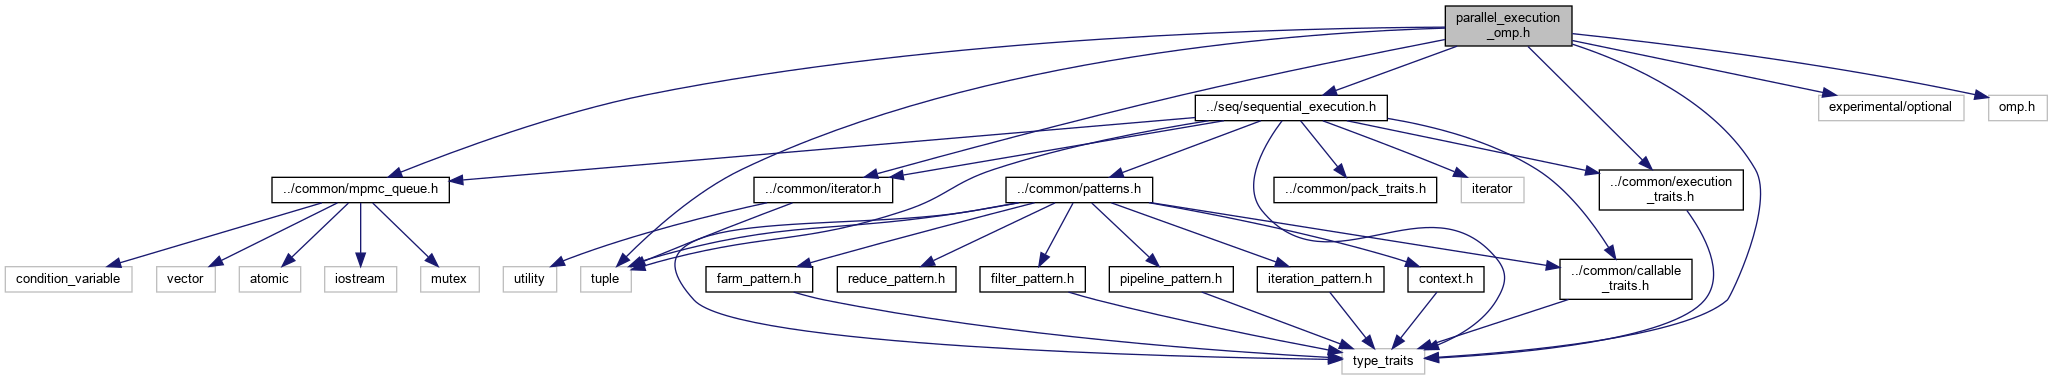 parallel_execution
_omp.h
../seq/sequential_execution.h
experimental/optional
omp.h
../common/mpmc_queue.h
../common/iterator.h
../common/patterns.h
../common/pack_traits.h
iterator
../common/execution
_traits.h
condition_variable
vector
atomic
iostream
mutex
utility
tuple
farm_pattern.h
reduce_pattern.h
filter_pattern.h
pipeline_pattern.h
iteration_pattern.h
context.h
../common/callable
_traits.h
type_traits